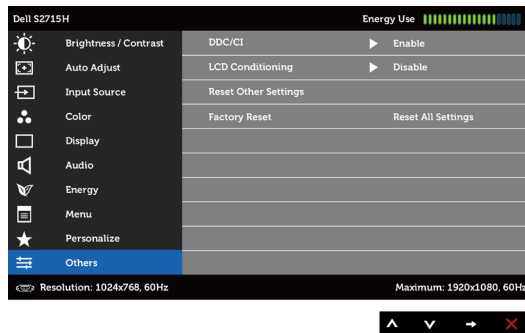 Dell S2715H Energy Use
Brightness / Contrast DDC/CI Enable
Auto Adjust LCD Conditioning Disable
Input Source Reset Other Settings
Color Factory Reset Reset All Settings
Display
Audio
Energy
Menu
Personalize
Others
Resolution: 1024x768, 60Hz Maximum: 1920x1080, 60Hz